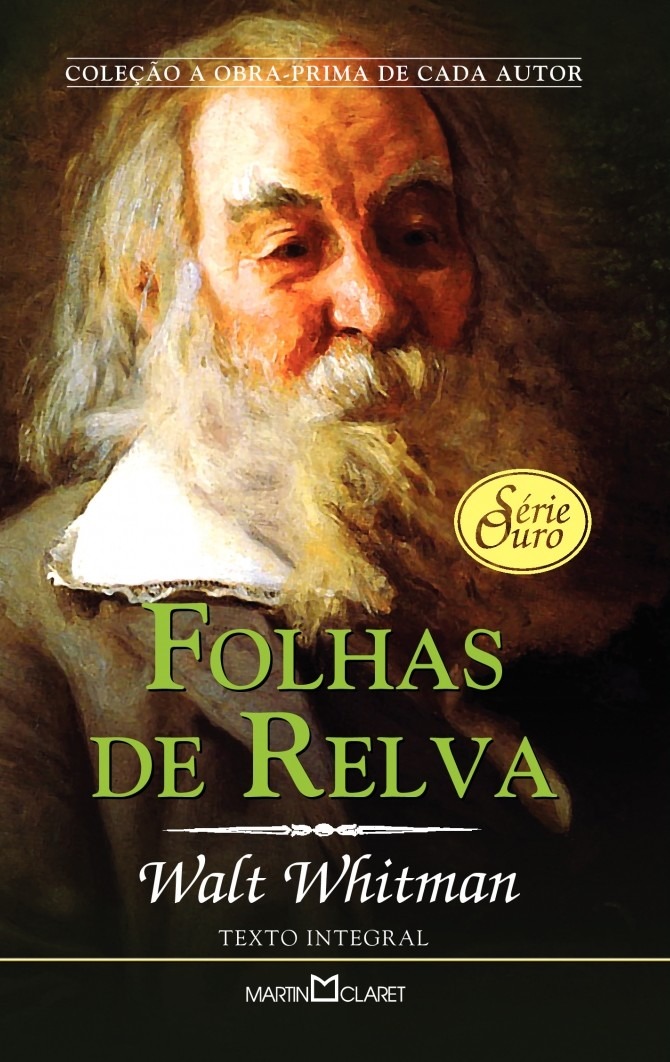 COLEÇÃO A OBRA-PRIMA DE CADA AUTOR
Série
Ouro
FOLHAS
DE RELVA
Walt Whitman
TEXTO INTEGRAL
MARTIN CLARET